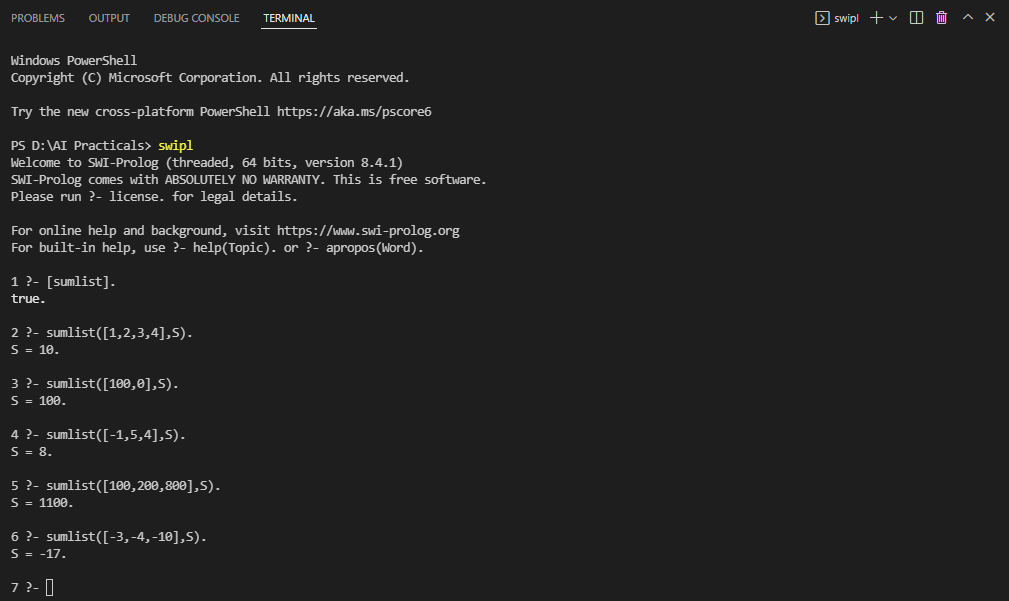 PROBLEMS OUTPUT DEBUG CONSOLE TERMINAL swipl
Windows PowerShell
Copyright (C) Microsoft Corporation. All rights reserved.
Try the new cross-platform PowerShell https://aka.ms/pscore6
PS D:\AI Practicals> swipl
Welcome to SWI-Prolog (threaded, 64 bits, version 8.4.1)
SWI-Prolog comes with ABSOLUTELY NO WARRANTY. This is free software.
Please run ?- license. for legal details.
For online help and background, visit https://www.swi-prolog.org
For built-in help, use ?- help(Topic). or ?- apropos(Word).
1 ?- [sumlist].
true.
2 ?- sumlist([1,2,3,4],S).
S = 10.
3 ?- sumlist([100,0],S).
S = 100.
4 ?- sumlist([-1,5,4],S).
S = 8.
5 ?- sumlist([100,200,800],S).
S = 1100.
6 ?- sumlist([-3,-4,-10],S).
S = -17.
7 ?-